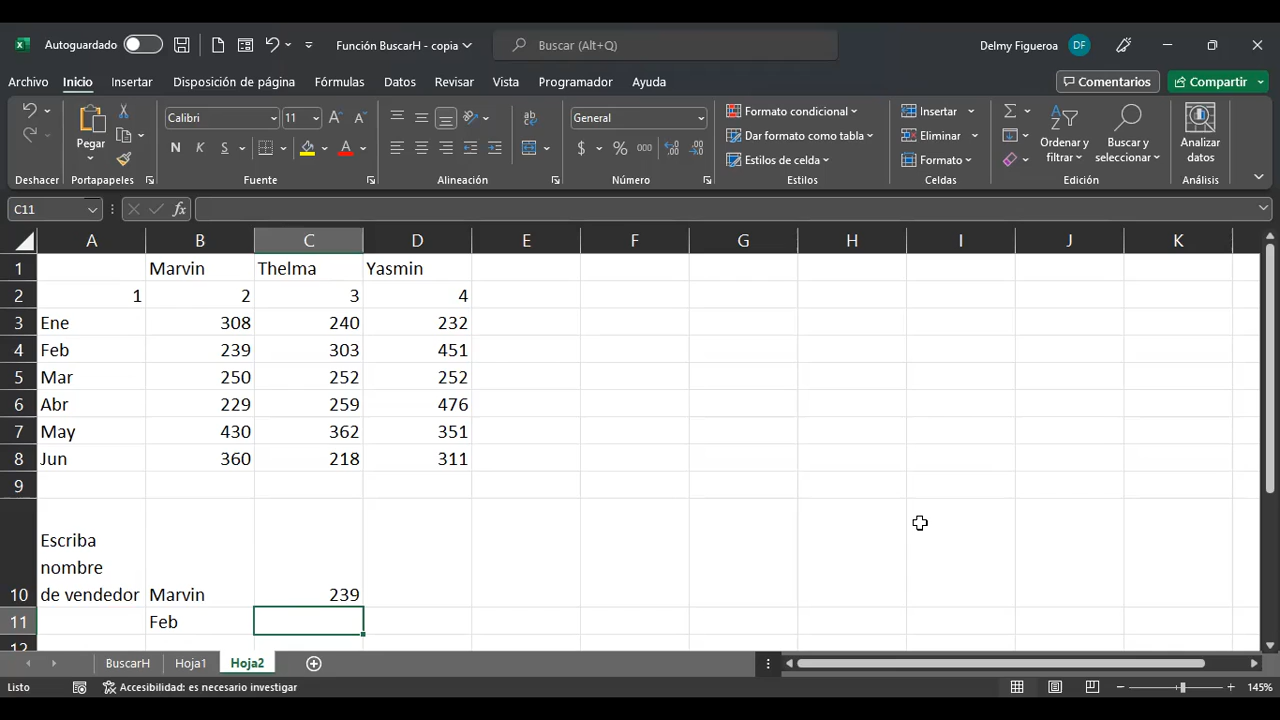 Autoguardado Función BuscarH - copia Buscar (Alt+Q) Delmy Figueroa DF
Archivo Inicio Insertar Disposición de página Fórmulas Datos Revisar Vista Programador Ayuda Comentarios Compartir
Pegar
Calibri 11
N K S
General
$ % 000
Formato condicional
Dar formato como tabla
Estilos de celda
Insertar
Eliminar
Formato
Ordenar y
filtrar
Buscar y
seleccionar
Analizar
datos
Deshacer Portapapeles Fuente Alineación Número Estilos Celdas Edición Análisis
C11 fx
A B C D E F G H I J K
1 Marvin Thelma Yasmin
2 1 2 3 4
3 Ene 308 240 232
4 Feb 239 303 451
5 Mar 250 252 252
6 Abr 229 259 476
7 May 430 362 351
8 Jun 360 218 311
9
Escriba
nombre
10 de vendedor Marvin 239
11 Feb
12
BuscarH Hoja1 Hoja2
Listo Accesibilidad: es necesario investigar 145%